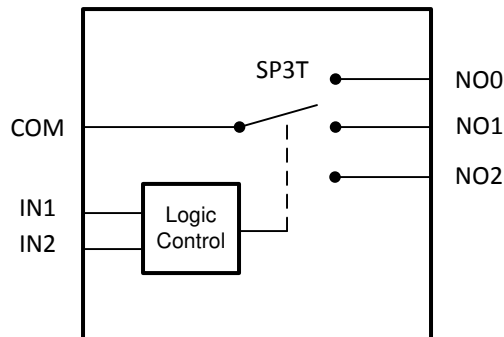 SP3T
NO0
COM
NO1
NO2
IN1
IN2
Logic
Control